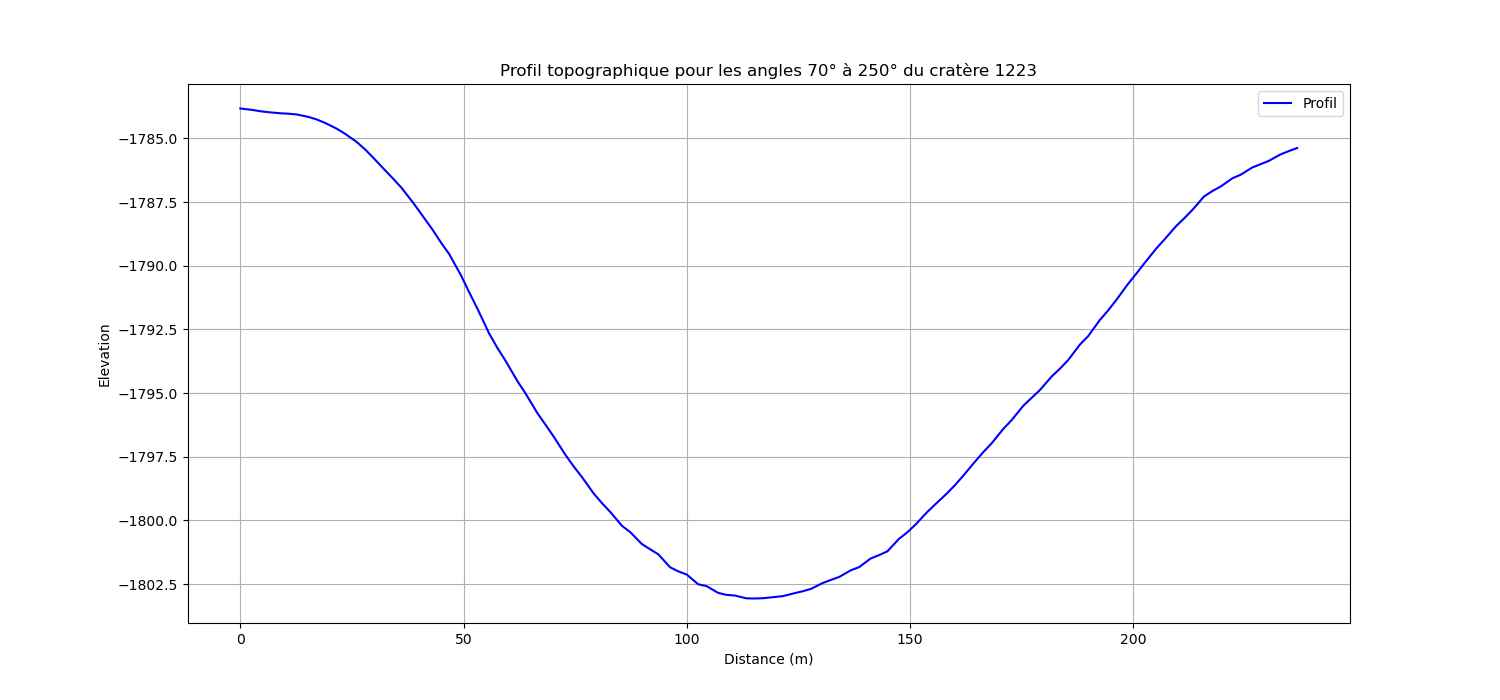 Profil topographique pour les angles 70° à 250° du cratère 1223
Profil
−1785.0
−1787.5
−1790.0
−1792.5
−1795.0
−1797.5
−1800.0
−1802.5
Elevation
0 50 100 150 200
Distance (m)